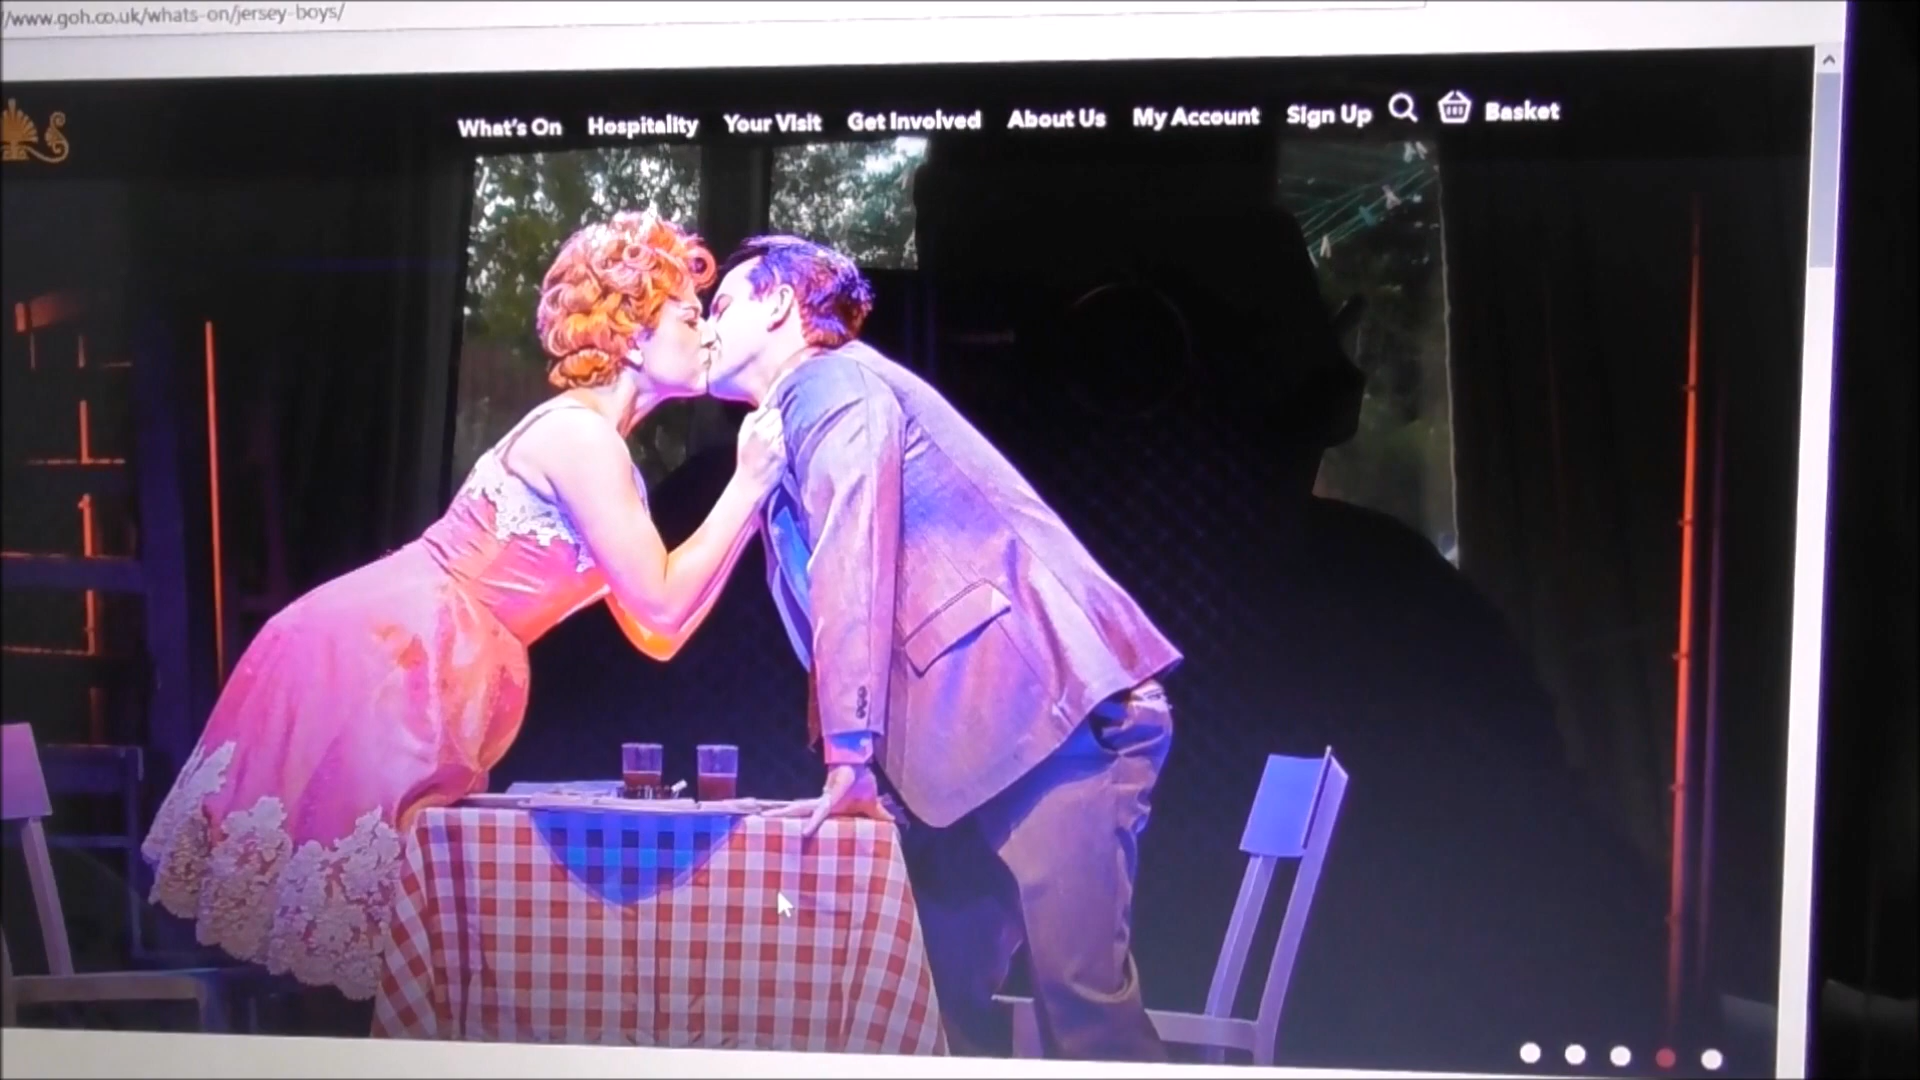 /www.goh.co.uk/whats-on/jersey-boys/
What's On Hospitality Your Visit Get Involved About Us My Account Sign Up Basket